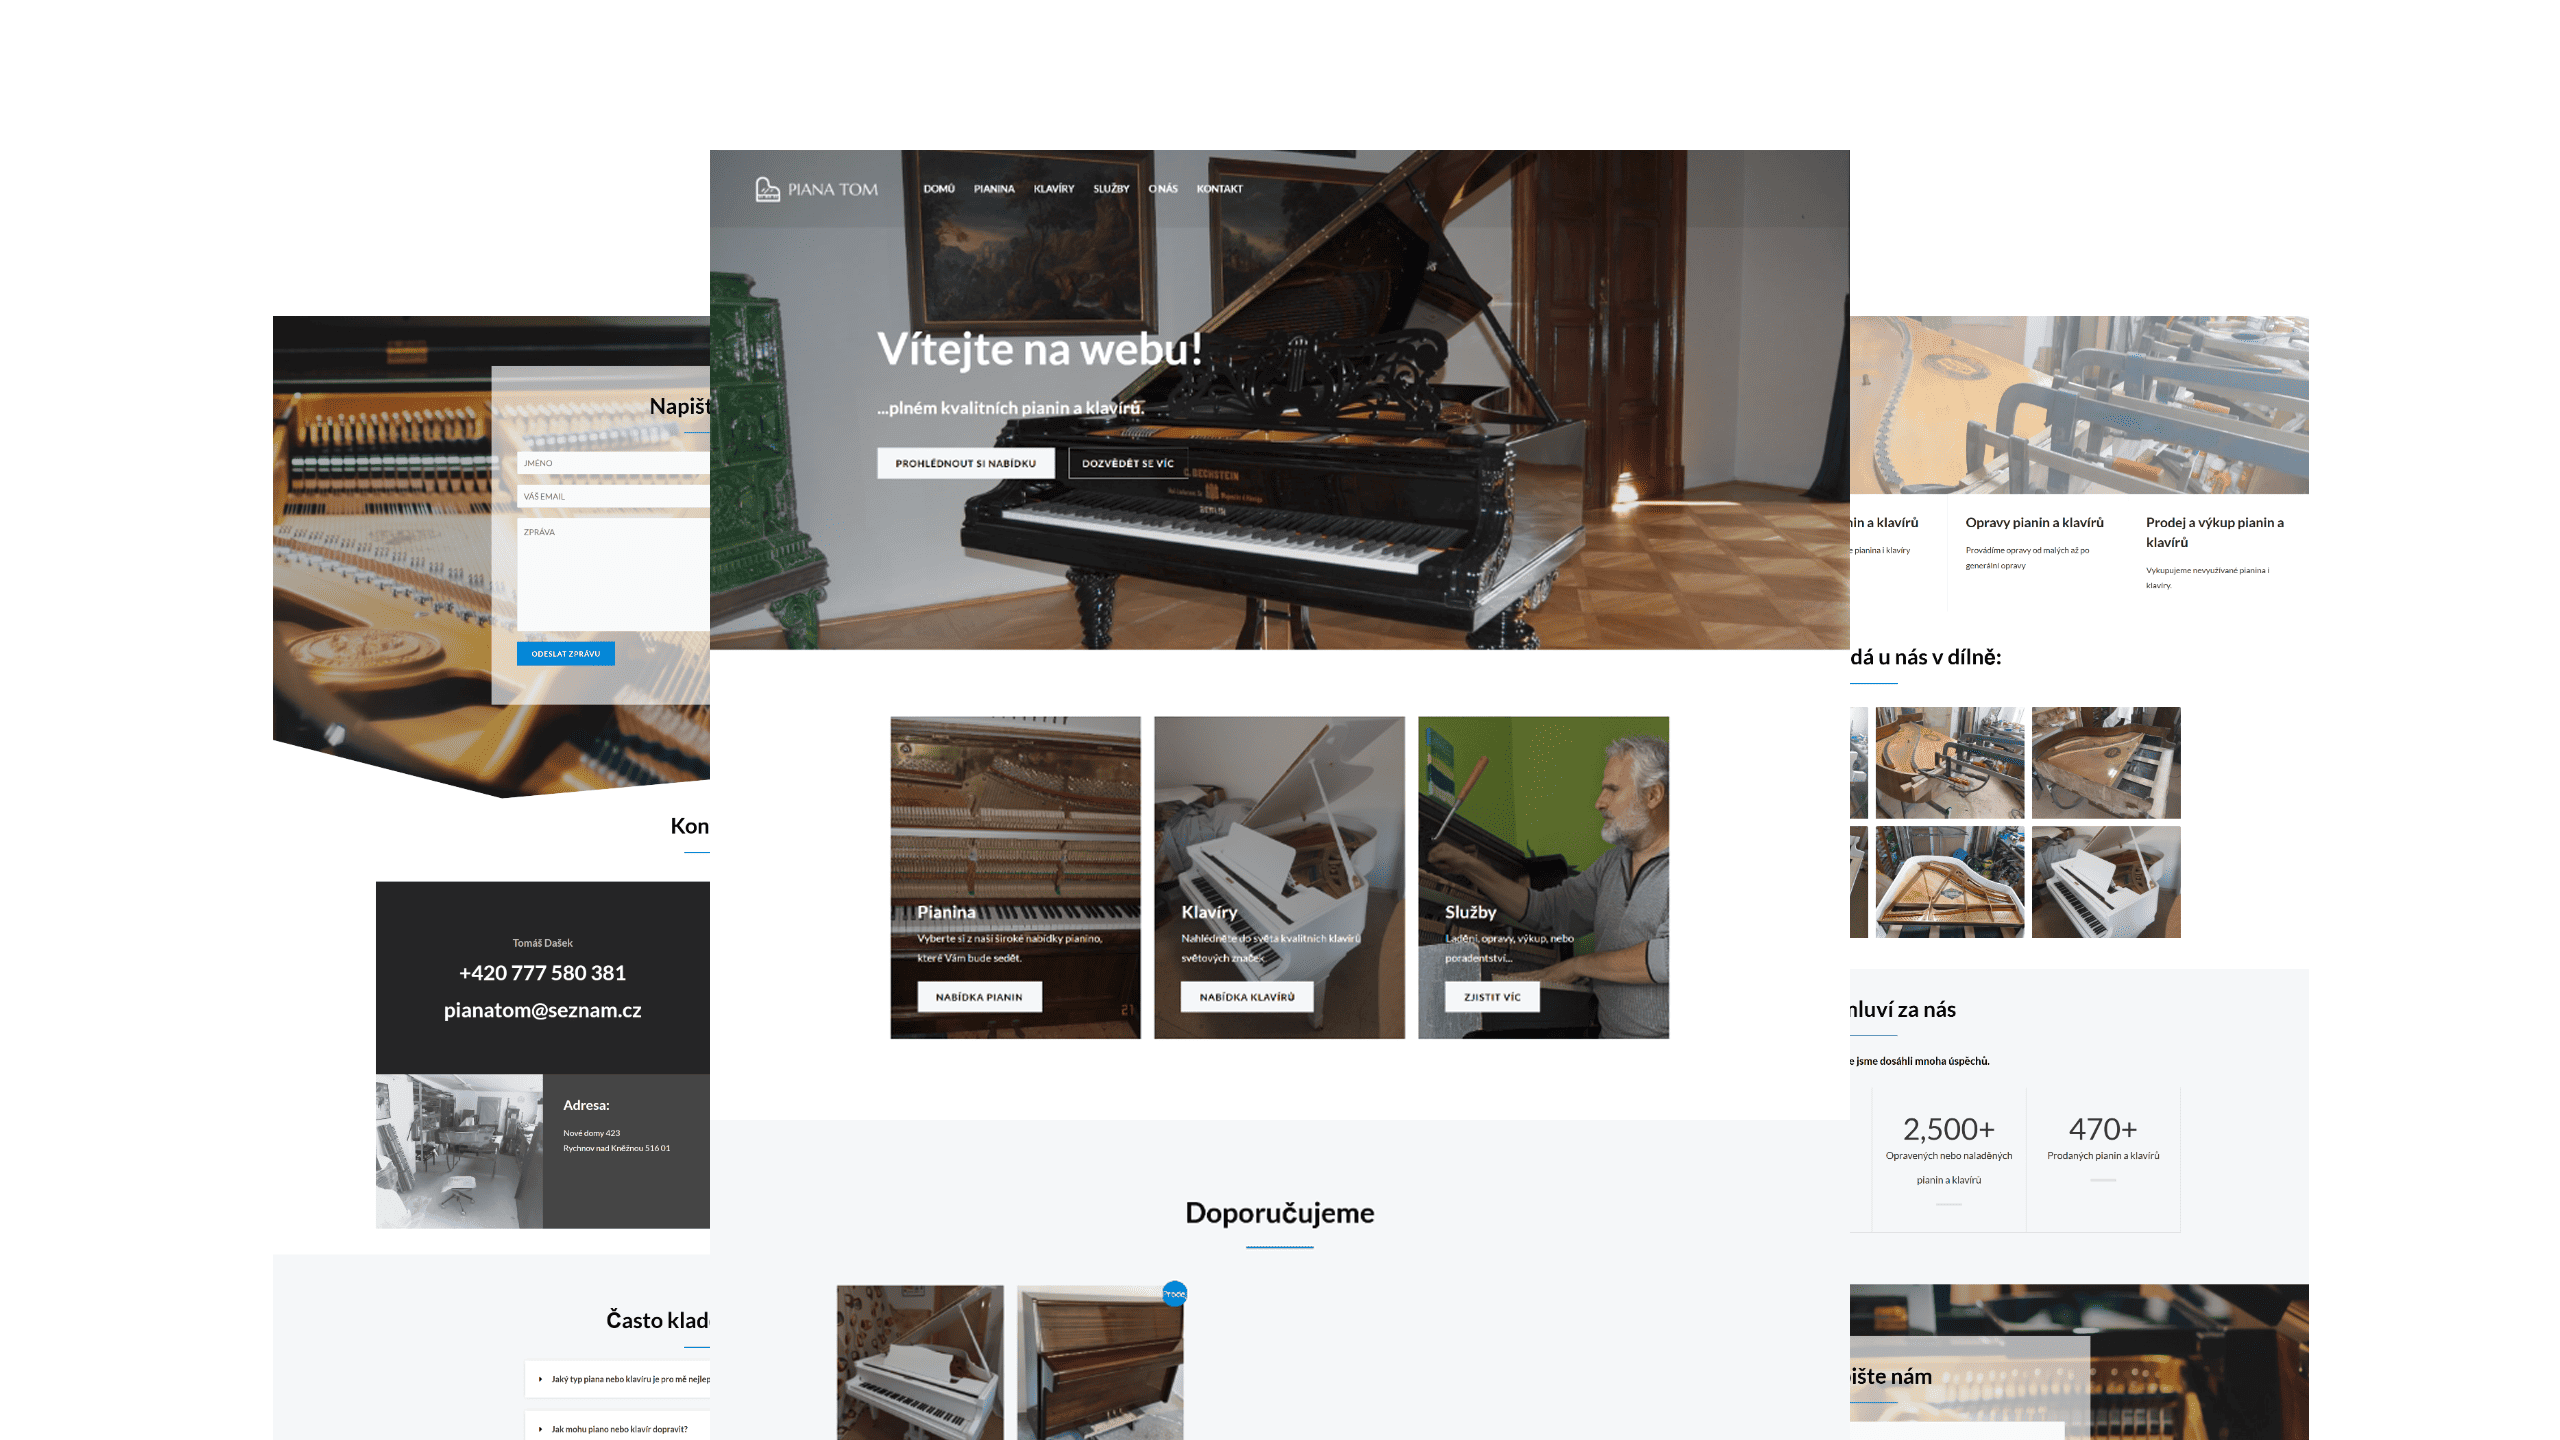 PIANA TOM
DOMŮ PIANINA KLAVÍRY SLUŽBY O NÁS KONTAKT
Vítejte na webu!
...plném kvalitních pianin a klavírů.
PROHLÉDNOUT SI NABÍDKU
DOZVĚDĚT SE VÍC
C. BECHSTEIN
BERLIN
Pianina
Vyberte si z naší široké nabídky pianino,
které Vám bude sedět.
NABÍDKA PIANIN
21
Klavíry
Nahlédněte do světa kvalitních klavírů
světových značek
NABÍDKA KLAVÍRŮ
Služby
Ladění, opravy, výkup, nebo
poradentství...
ZJISTIT VÍC
Doporučujeme
Prodej
Napišt
JMÉNO
VÁŠ EMAIL
ZPRÁVA
ODESLAT ZPRÁVU
Kon
Tomáš Dašek
+420 777 580 381
pianatom@seznam.cz
Adresa:
Nové domy 423
Rychnov nad Kněžnou 516 01
Často klad
Jaký typ piana nebo klavíru je pro mě nejlep
Jak mohu piano nebo klavír dopravit?
nin a klavírů
e pianina i klavíry
Opravy pianin a klavírů
Provádíme opravy od malých až po
generální opravy
Prodej a výkup pianin a
klavírů
Vykupujeme nevyužívané pianina i
klavíry.
dá u nás v dílně:
mluví za nás
e jsme dosáhli mnoha úspěchů.
2,500+
Opravených nebo naladěných
pianin a klavírů
470+
Prodaných pianin a klavírů
ište nám